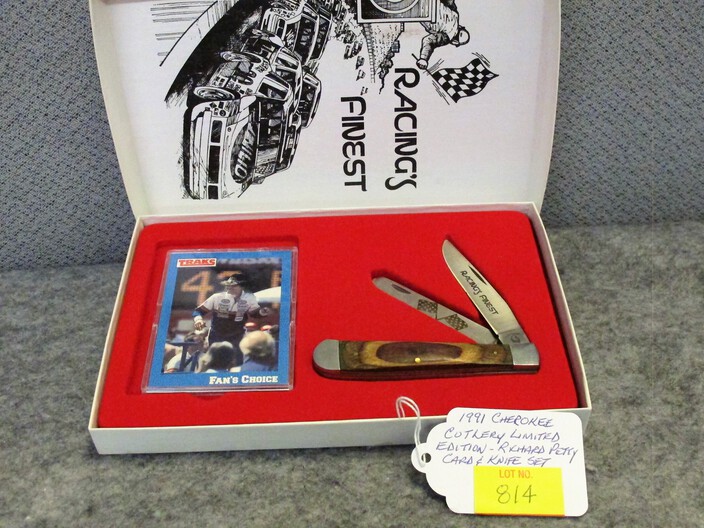 RACING'S
FINEST
TRAKS
FAN'S CHOICE
RACING'S FINEST
1991 CHEROKEE
CUTLERY LIMITED
EDITION - RICHARD PETTY
CARD & KNIFE SET
LOT NO.
814